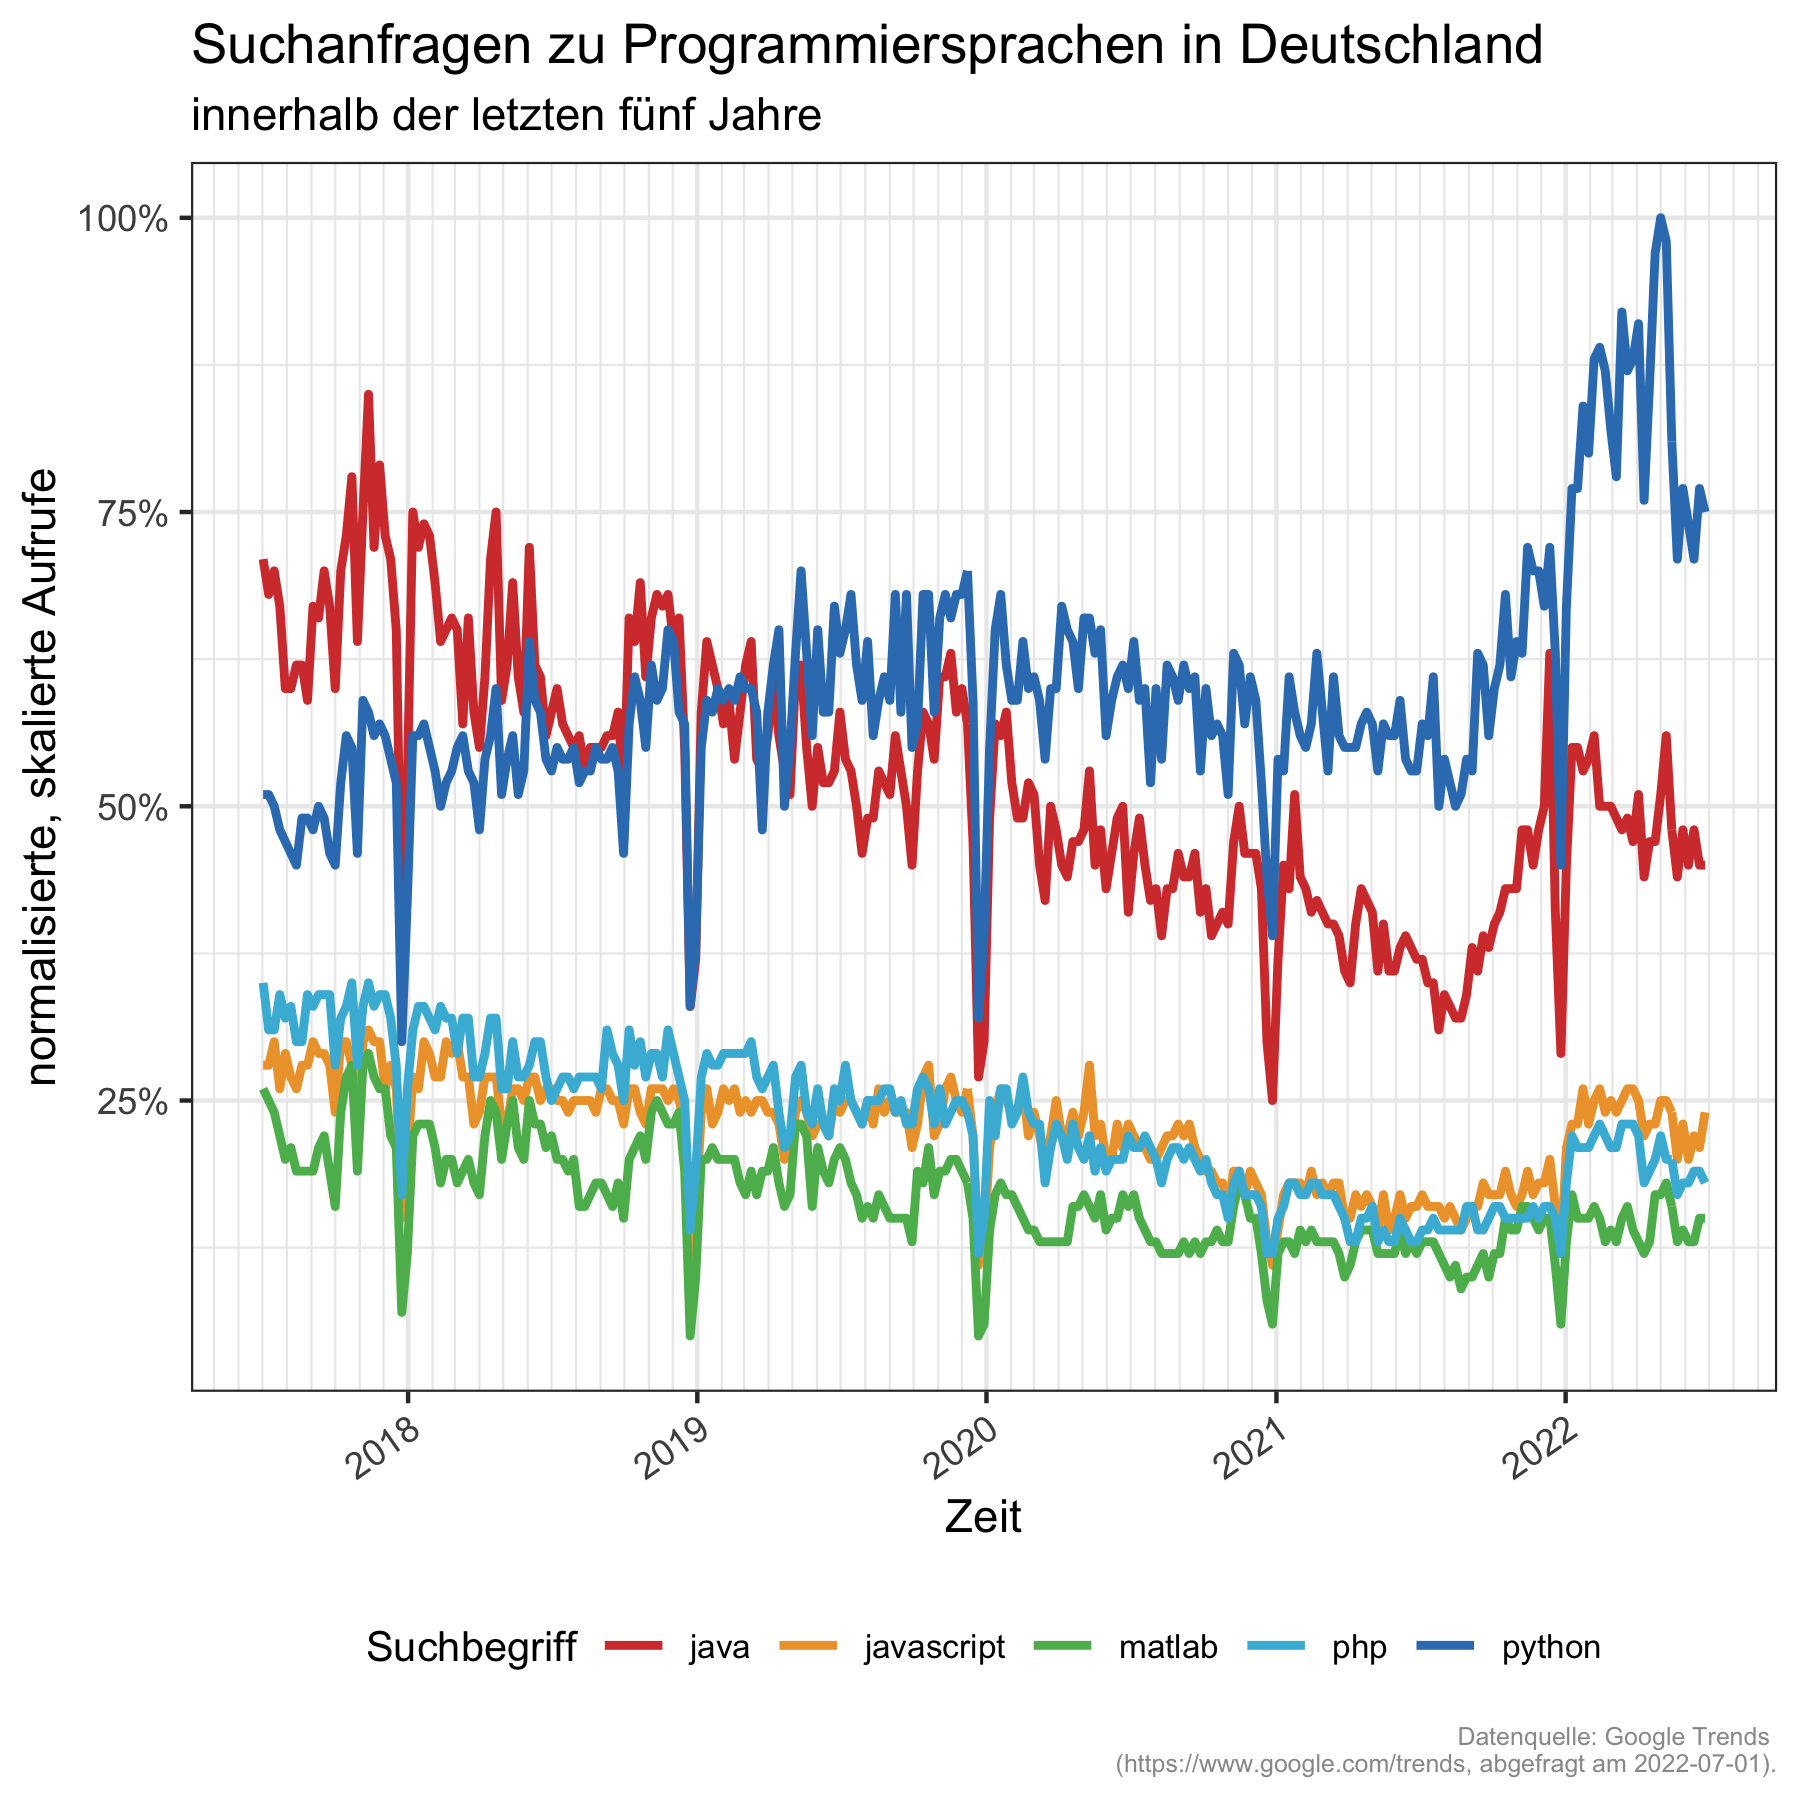 Suchanfragen zu Programmiersprachen in Deutschland
innerhalb der letzten fünf Jahre
normalisierte, skalierte Aufrufe
100%
75%
50%
25%
2018
2019
2020
2021
2022
Zeit
Suchbegriff java javascript matlab php python
Datenquelle: Google Trends
(https://www.google.com/trends, abgefragt am 2022-07-01).